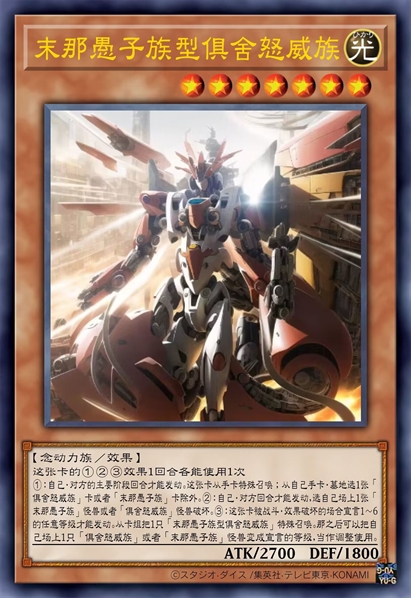 末那愚子族型俱舍怒威族
ひかり
光
【念动力族／效果】
这张卡的①②③效果1回合各能使用1次
①:自己·对方的主要阶段回合才能发动。这张卡从手卡特殊召唤;从自己手卡·墓地选1张「
俱舍怒威族」卡或者「末那愚子族」卡除外。②:自己·对方回合才能发动,选自己场上1张「
末那愚子族」怪兽或者「俱舍怒威族」怪兽破坏。③:这张卡被战斗·效果破坏的场合宣言1~6
的任意等级才能发动。从卡组把1只「末那愚子族型俱舍怒威族」特殊召唤。那之后可以把自
己场上1只「俱舍怒威族」或者「末那愚子族」怪兽变成宣言的等级,当作调整使用。
ATK/2700 DEF/1800
©スタジオ·ダイス /集英社·テレビ東京·KONAMI
YU-G